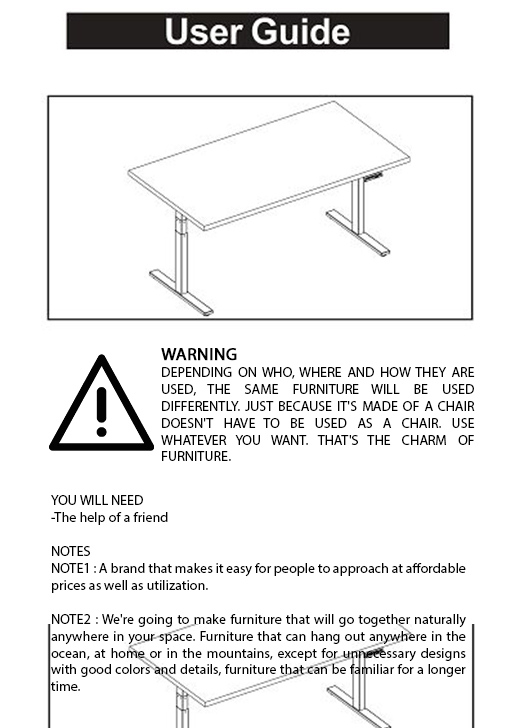 User Guide
WARNING
DEPENDING ON WHO, WHERE AND HOW THEY ARE
USED, THE SAME FURNITURE WILL BE USED
DIFFERENTLY. JUST BECAUSE IT'S MADE OF A CHAIR
DOESN'T HAVE TO BE USED AS A CHAIR. USE
WHATEVER YOU WANT. THAT'S THE CHARM OF
FURNITURE.
YOU WILL NEED
-The help of a friend
NOTES
NOTE1 : A brand that makes it easy for people to approach at affordable
prices as well as utilization.
NOTE2 : We're going to make furniture that will go together naturally
anywhere in your space. Furniture that can hang out anywhere in the
ocean, at home or in the mountains, except for unnecessary designs
with good colors and details, furniture that can be familiar for a longer
time.